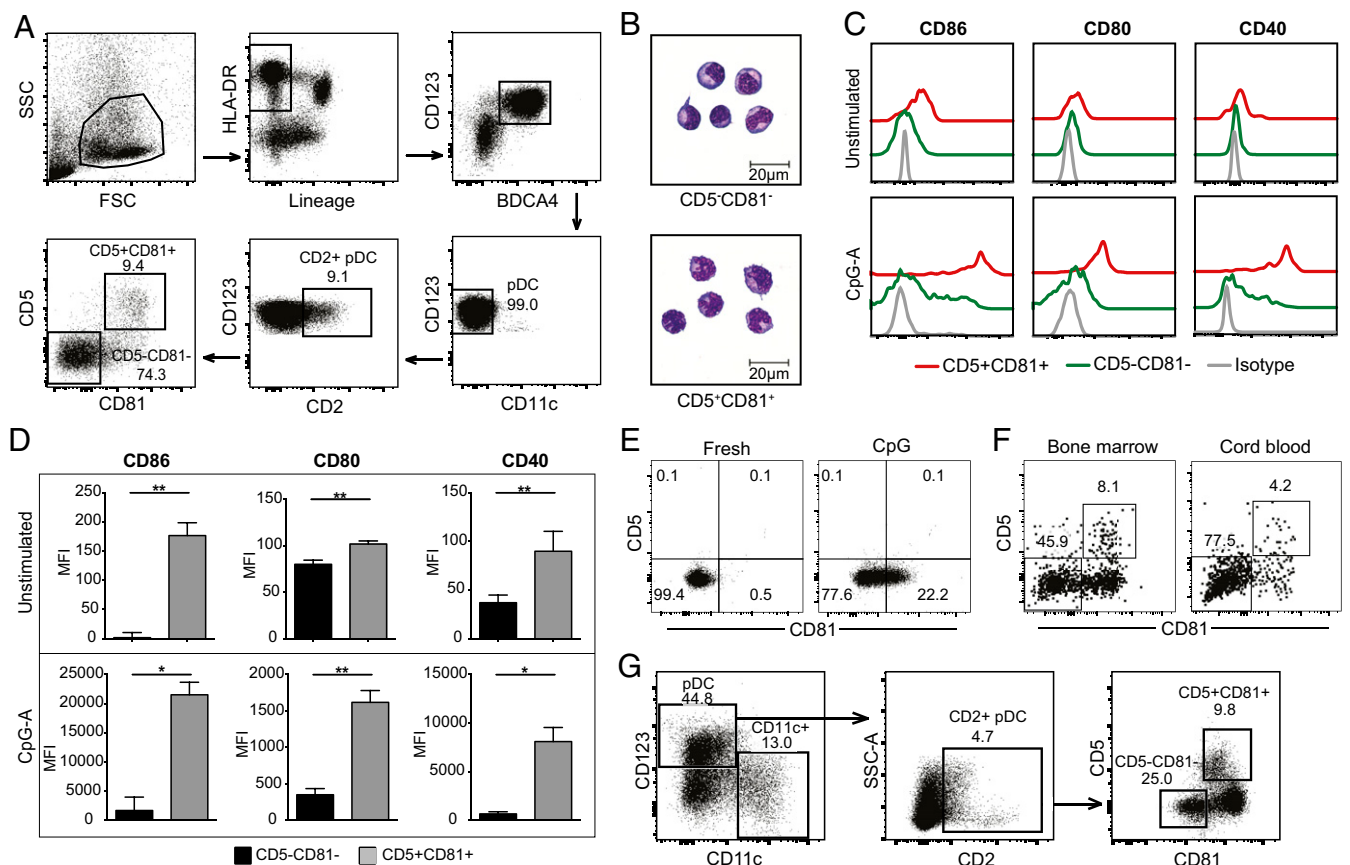 A
SSC
FSC
HLA-DR
Lineage
CD123
BDCA4
CD5+CD81+
9.4
CD5
CD5-CD81-
74.3
CD81
CD2+ pDC
9.1
CD123
CD2
pDC
99.0
CD123
CD11c
B
20µm
CD5-CD81-
20µm
CD5+CD81+
C
CD86 CD80 CD40
Unstimulated
CpG-A
CD5+CD81+ CD5-CD81- Isotype
D
CD86 CD80 CD40
Unstimulated
MFI
250
200
150
100
50
0
**
MFI
150
100
50
0
**
MFI
150
100
50
0
**
CpG-A
MFI
25000
20000
15000
10000
5000
0
*
MFI
2000
1500
1000
500
0
**
MFI
15000
10000
5000
0
*
CD5-CD81- CD5+CD81+
E
Fresh CpG
CD5
0.1 0.1
99.4 0.5
0.1 0.1
77.6 22.2
CD81
F
Bone marrow Cord blood
CD5
8.1
45.9
CD5
4.2
77.5
CD81
G
pDC
44.8
CD11c+
13.0
CD123
CD11c
CD2+ pDC
4.7
SSC-A
CD2
CD5+CD81+
9.8
CD5-CD81-
25.0
CD5
CD81